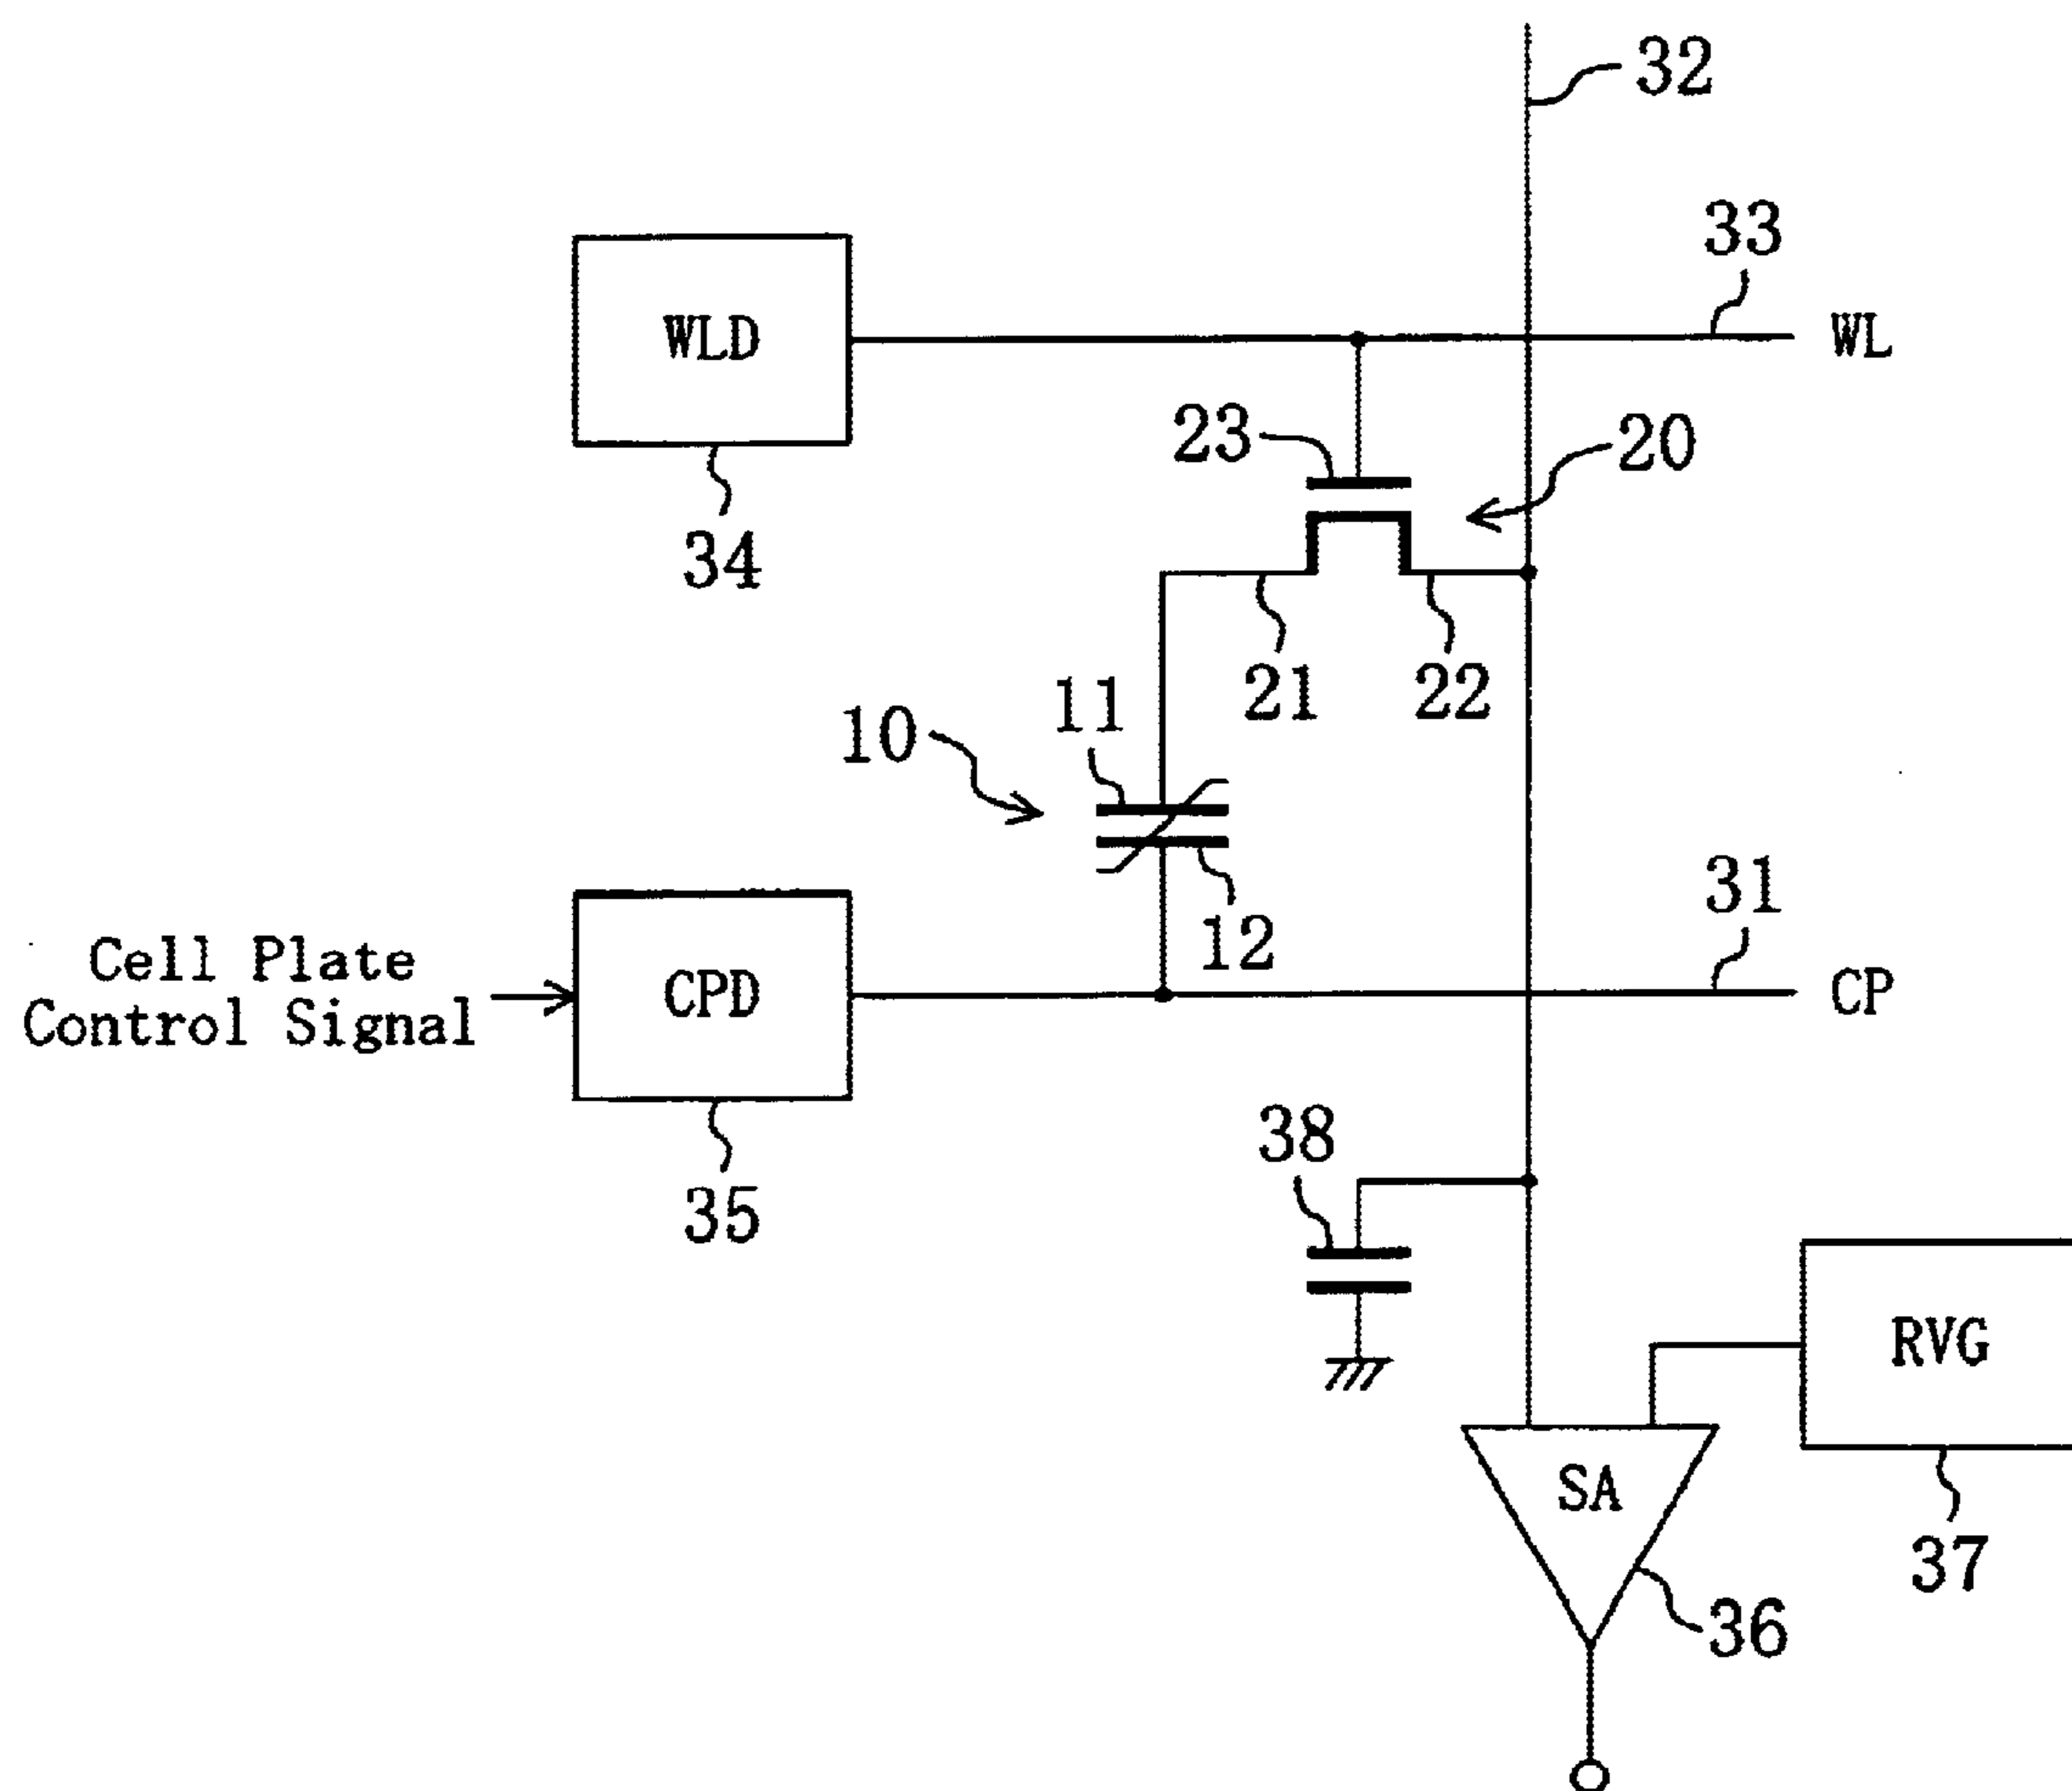 32
33
WL
WLD
23
20
34
21
22
11
10
31
12
Cell Plate
Control Signal
CPD
CP
38
35
RVG
SA
37
36